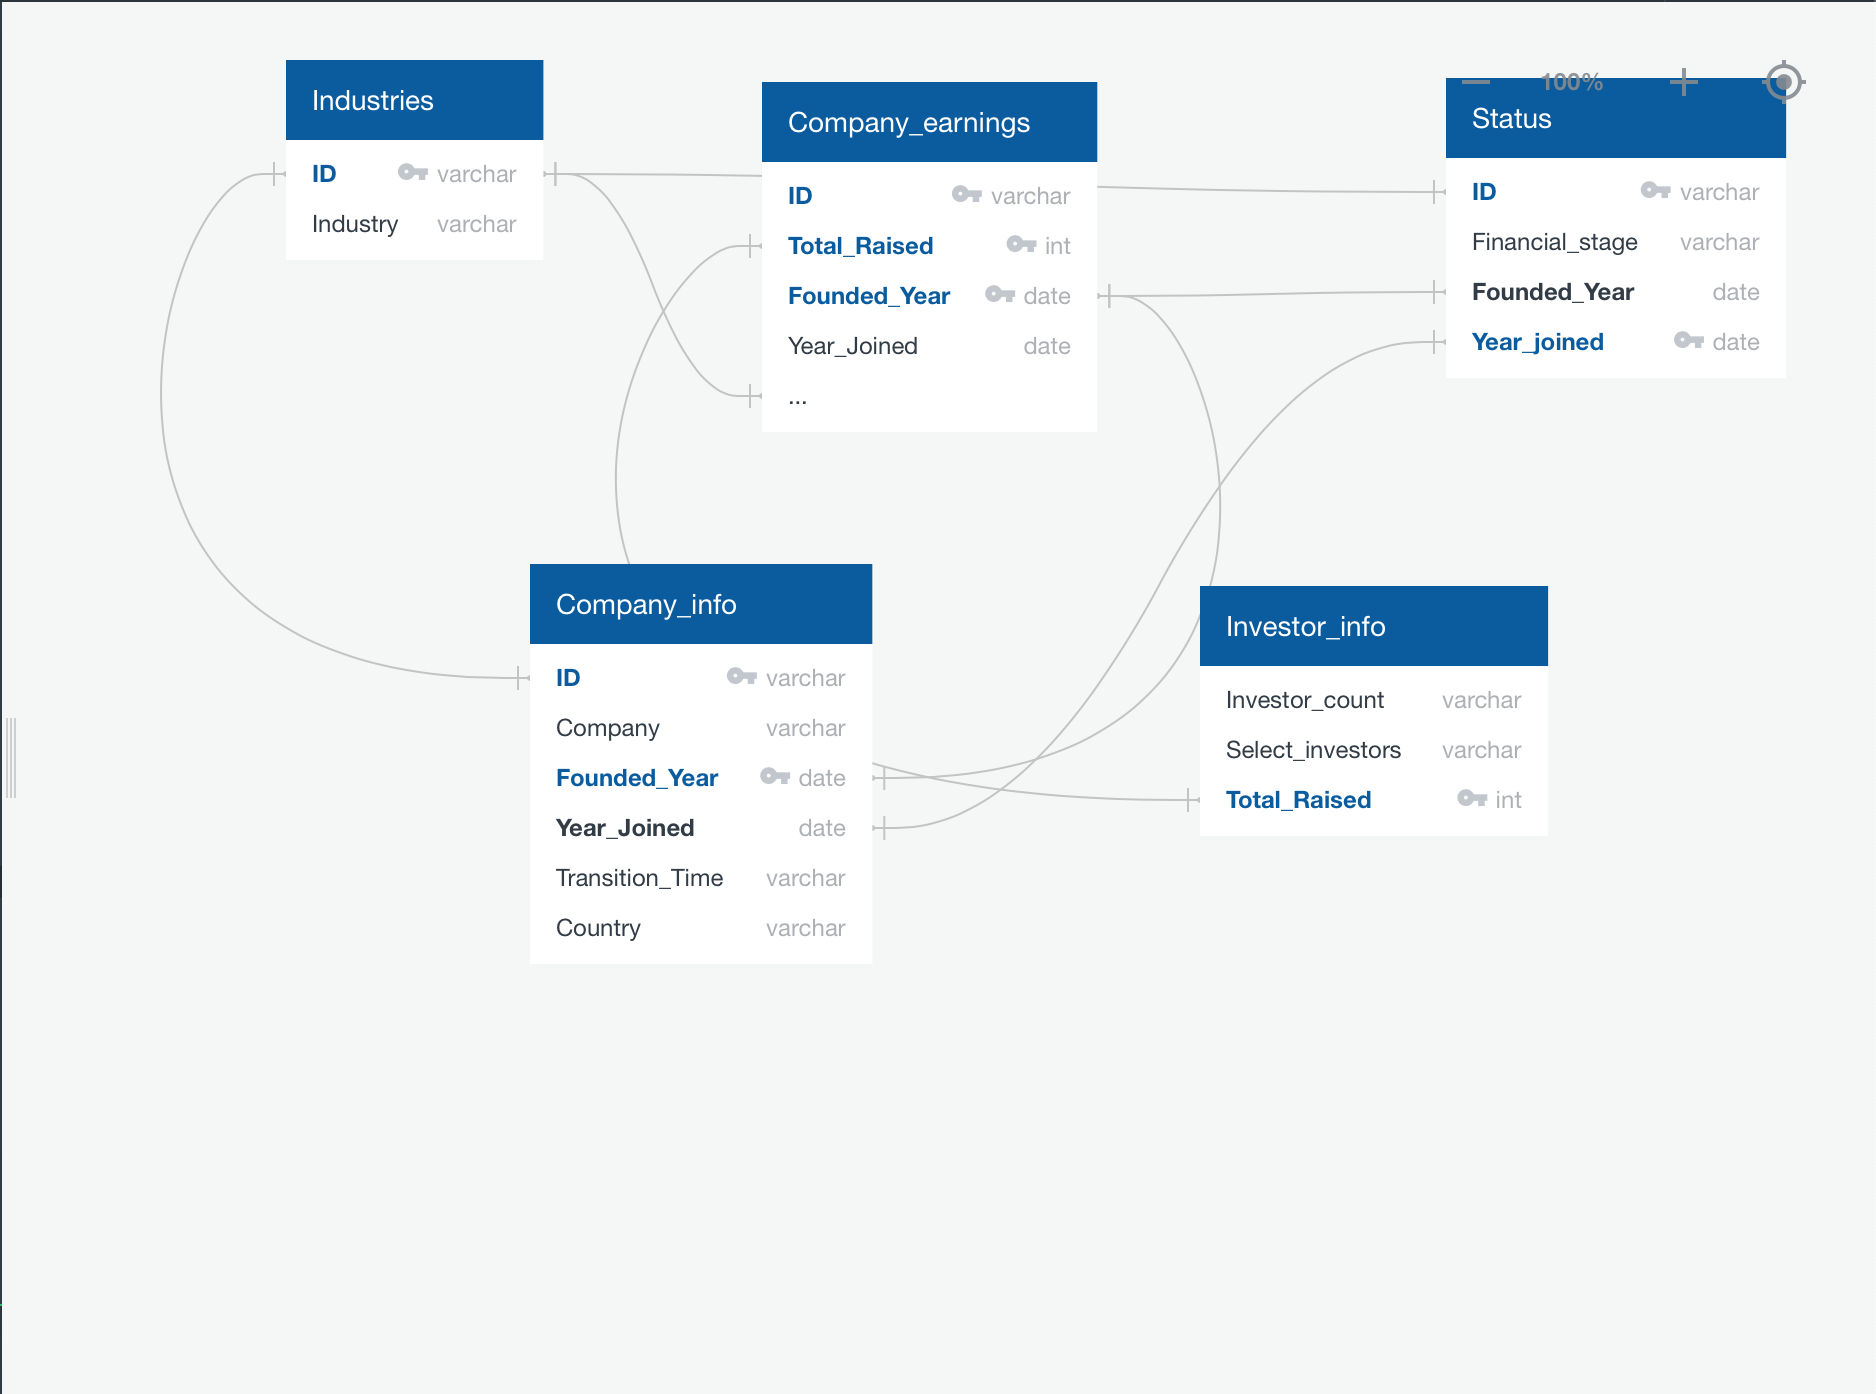 Industries
ID varchar
Industry varchar
Company_earnings
ID varchar
Total_Raised int
Founded_Year date
Year_Joined date
...
100%
Status
ID varchar
Financial_stage varchar
Founded_Year date
Year_joined date
Company_info
ID varchar
Company varchar
Founded_Year date
Year_Joined date
Transition_Time varchar
Country varchar
Investor_info
Investor_count varchar
Select_investors varchar
Total_Raised int